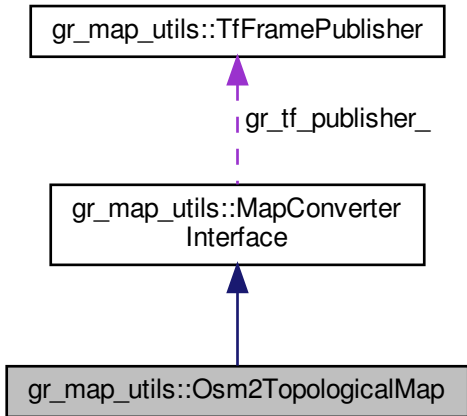 gr_map_utils::TfFramePublisher
gr_tf_publisher_
gr_map_utils::MapConverter
Interface
gr_map_utils::Osm2TopologicalMap